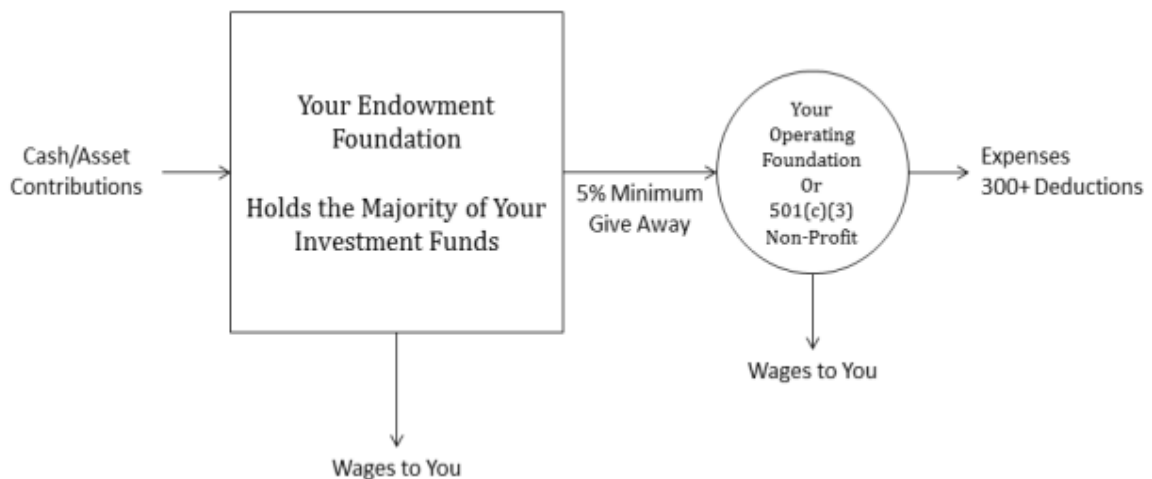 Cash/Asset
Contributions
Your Endowment
Foundation
Holds the Majority of Your
Investment Funds
5% Minimum
Give Away
Your
Operating
Foundation
Or
501(c)(3)
Non-Profit
Expenses
300+ Deductions
Wages to You
Wages to You